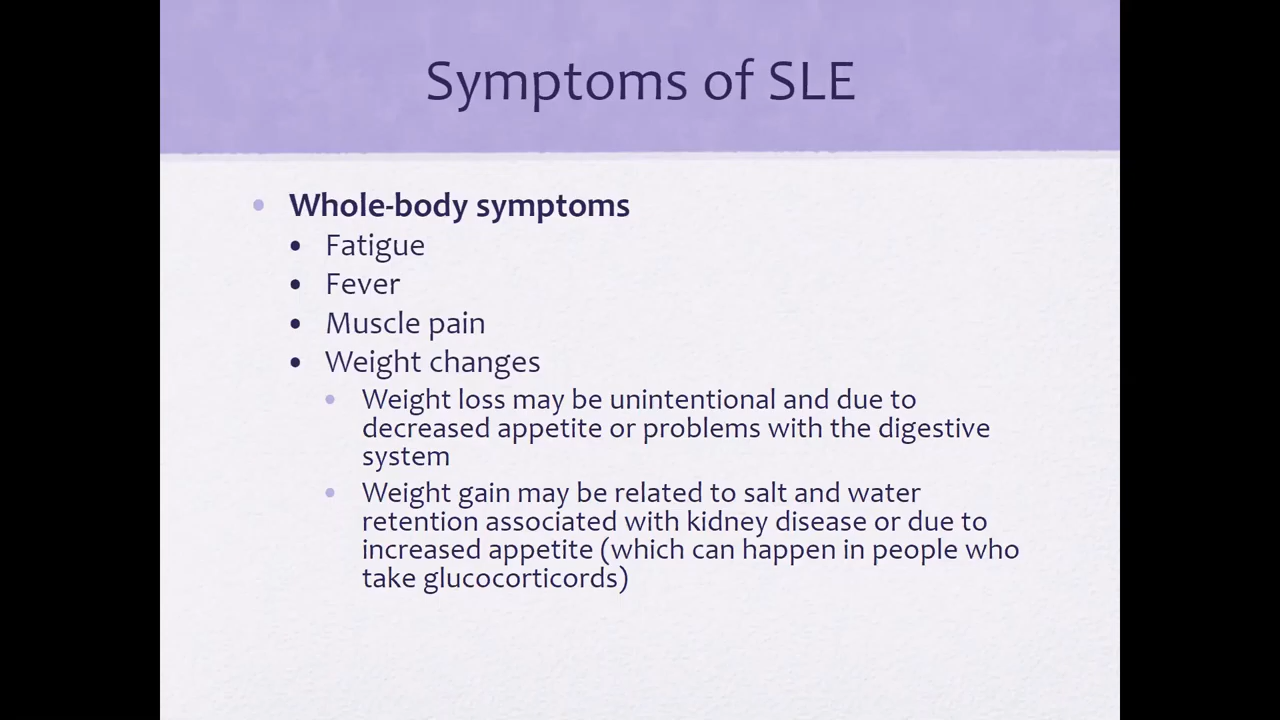 Symptoms of SLE
• Whole-body symptoms
• Fatigue
• Fever
• Muscle pain
• Weight changes
• Weight loss may be unintentional and due to
decreased appetite or problems with the digestive
system
• Weight gain may be related to salt and water
retention associated with kidney disease or due to
increased appetite (which can happen in people who
take glucocorticords)